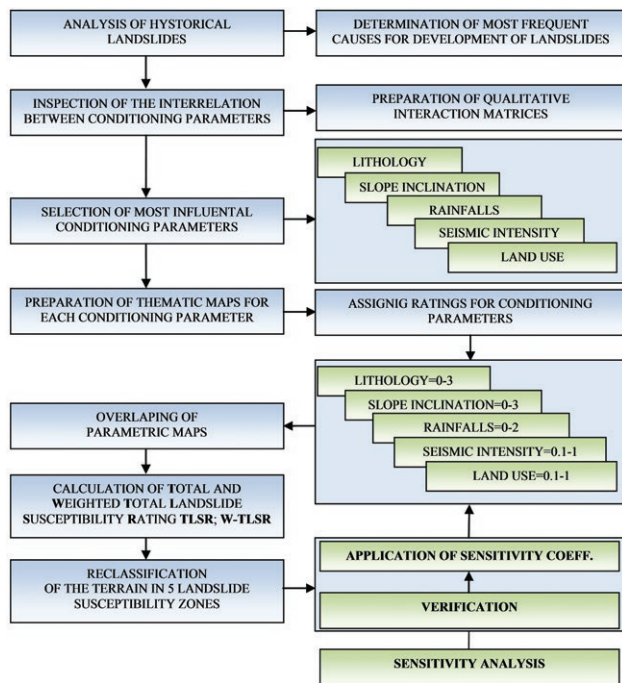 ANALYSIS OF HYSTORICAL
LANDSLIDES
DETERMINATION OF MOST FREQUENT
CAUSES FOR DEVELOPMENT OF LANDSLIDES
INSPECTION OF THE INTERRELATION
BETWEEN CONDITIONING PARAMETERS
PREPARATION OF QUALITATIVE
INTERACTION MATRICES
SELECTION OF MOST INFLUENTAL
CONDITIONING PARAMETERS
LITHOLOGY
SLOPE INCLINATION
RAINFALLS
SEISMIC INTENSITY
LAND USE
PREPARATION OF THEMATIC MAPS FOR
EACH CONDITIONING PARAMETER
ASSIGNIG RATINGS FOR CONDITIONING
PARAMETERS
LITHOLOGY=0-3
SLOPE INCLINATION=0-3
RAINFALLS=0-2
SEISMIC INTENSITY=0.1-1
LAND USE=0.1-1
OVERLAPING OF
PARAMETRIC MAPS
CALCULATION OF TOTAL AND
WEIGHTED TOTAL LANDSLIDE
SUSCEPTIBILITY RATING TLSR; W-TLSR
RECLASSIFICATION
OF THE TERRAIN IN 5 LANDSLIDE
SUSCEPTIBILITY ZONES
APPLICATION OF SENSITIVITY COEFF.
VERIFICATION
SENSITIVITY ANALYSIS